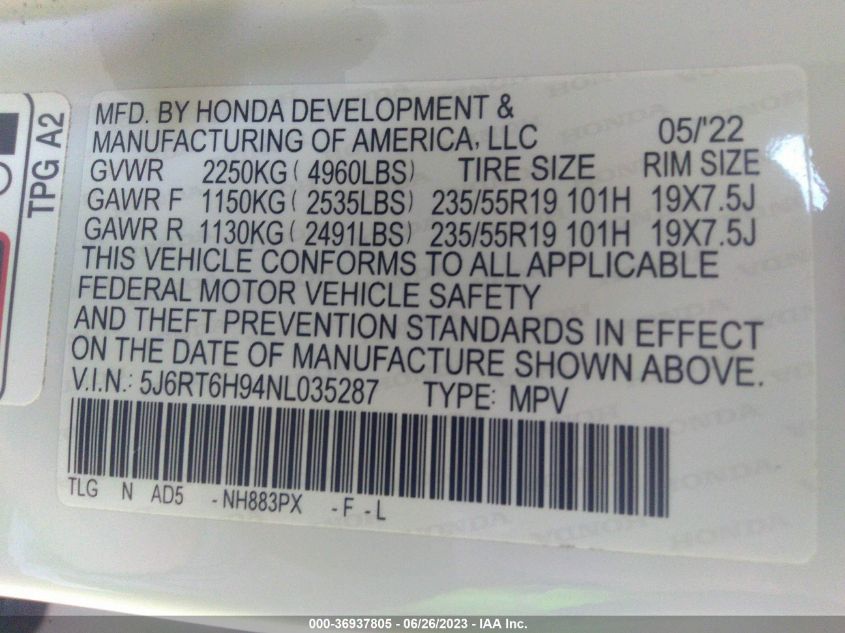 TPG A2
MFD. BY HONDA DEVELOPMENT &
MANUFACTURING OF AMERICA, LLC 05/'22
GVWR 2250KG ( 4960LBS) TIRE SIZE RIM SIZE
GAWR F 1150KG ( 2535LBS) 235/55R19 101H 19X7.5J
GAWR R 1130KG ( 2491LBS) 235/55R19 101H 19X7.5J
THIS VEHICLE CONFORMS TO ALL APPLICABLE
FEDERAL MOTOR VEHICLE SAFETY
AND THEFT PREVENTION STANDARDS IN EFFECT
ON THE DATE OF MANUFACTURE SHOWN ABOVE.
V.I.N.: 5J6RT6H94NL035287 TYPE: MPV
TLG N AD5 -NH883PX -F-L
000-36937805 - 06/26/2023 - IAA Inc.